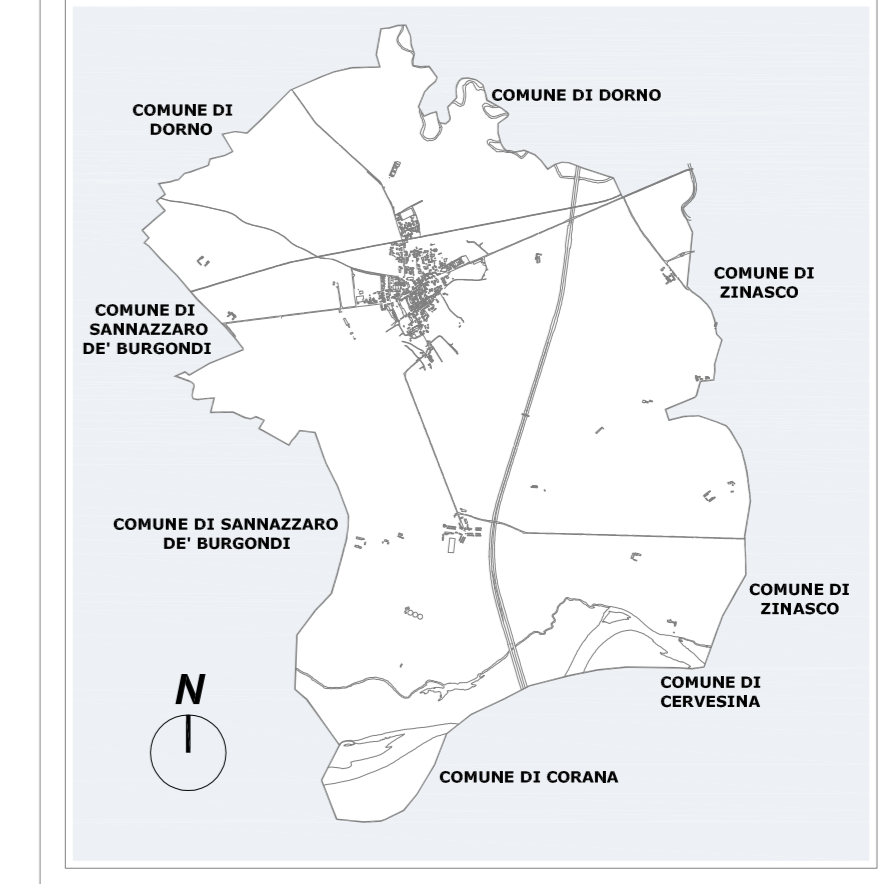 COMUNE DI DORNO
COMUNE DI
DORNO
COMUNE DI
ZINASCO
COMUNE DI
SANNAZZARO
DE' BURGONDI
COMUNE DI SANNAZZARO
DE' BURGONDI
COMUNE DI
ZINASCO
N
COMUNE DI
CERVESINA
COMUNE DI CORANA